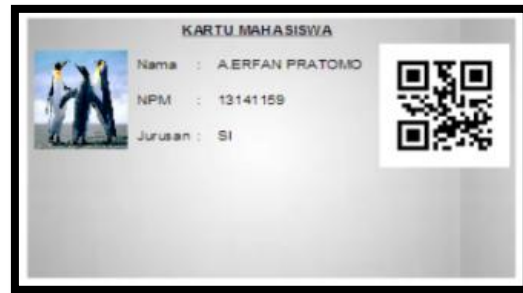 KARTU MAHASISWA
Nama : A.ERFAN PRATOMO
NPM : 13141159
Jurusan : SI